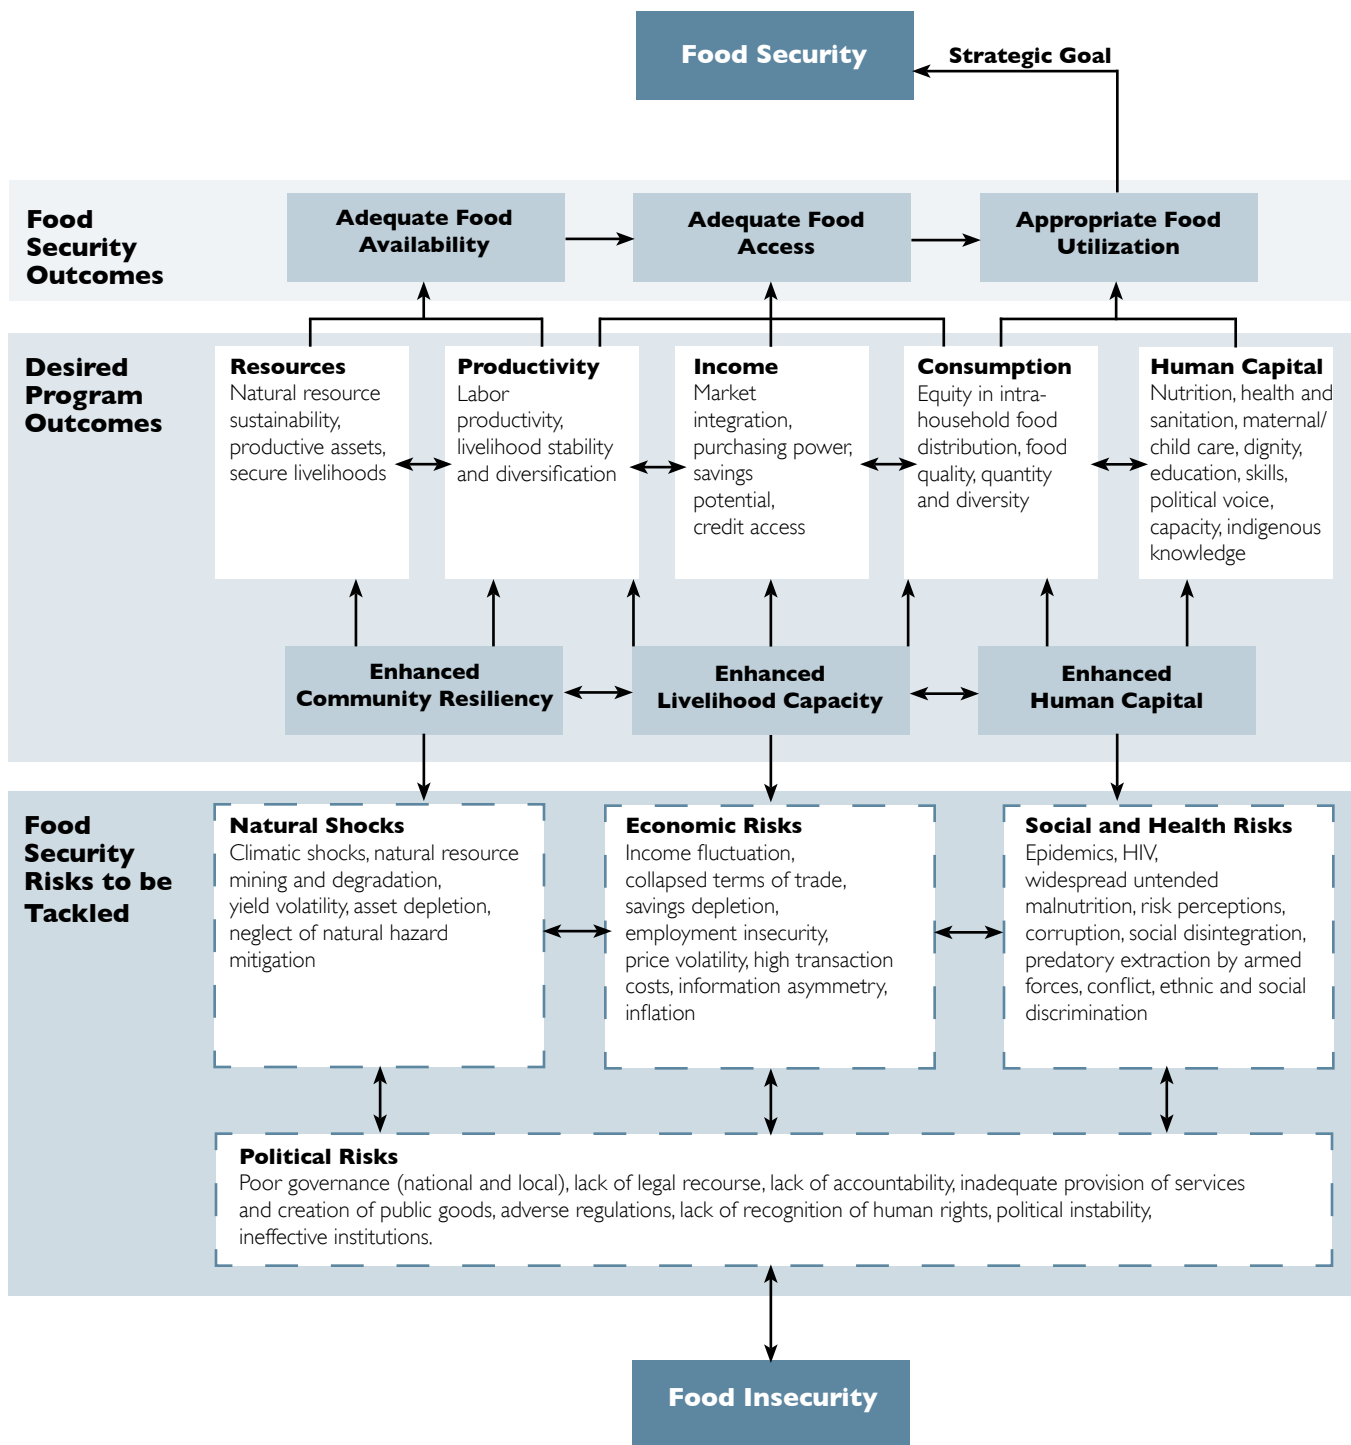 Food Security
Strategic Goal
Food
Security
Outcomes
Adequate Food
Availability
Adequate Food
Access
Appropriate Food
Utilization
Desired
Program
Outcomes
Resources
Natural resource
sustainability,
productive assets,
secure livelihoods
Productivity
Labor
productivity,
livelihood stability
and diversification
Income
Market
integration,
purchasing power,
savings
potential,
credit access
Consumption
Equity in intra-
household food
distribution, food
quality, quantity
and diversity
Human Capital
Nutrition, health and
sanitation, maternal/
child care, dignity,
education, skills,
political voice,
capacity, indigenous
knowledge
Enhanced
Community Resiliency
Enhanced
Livelihood Capacity
Enhanced
Human Capital
Food
Security
Risks to be
Tackled
Natural Shocks
Climatic shocks, natural resource
mining and degradation,
yield volatility, asset depletion,
neglect of natural hazard
mitigation
Economic Risks
Income fluctuation,
collapsed terms of trade,
savings depletion,
employment insecurity,
price volatility, high transaction
costs, information asymmetry,
inflation
Social and Health Risks
Epidemics, HIV,
widespread untended
malnutrition, risk perceptions,
corruption, social disintegration,
predatory extraction by armed
forces, conflict, ethnic and social
discrimination
Political Risks
Poor governance (national and local), lack of legal recourse, lack of accountability, inadequate provision of services
and creation of public goods, adverse regulations, lack of recognition of human rights, political instability,
ineffective institutions.
Food Insecurity